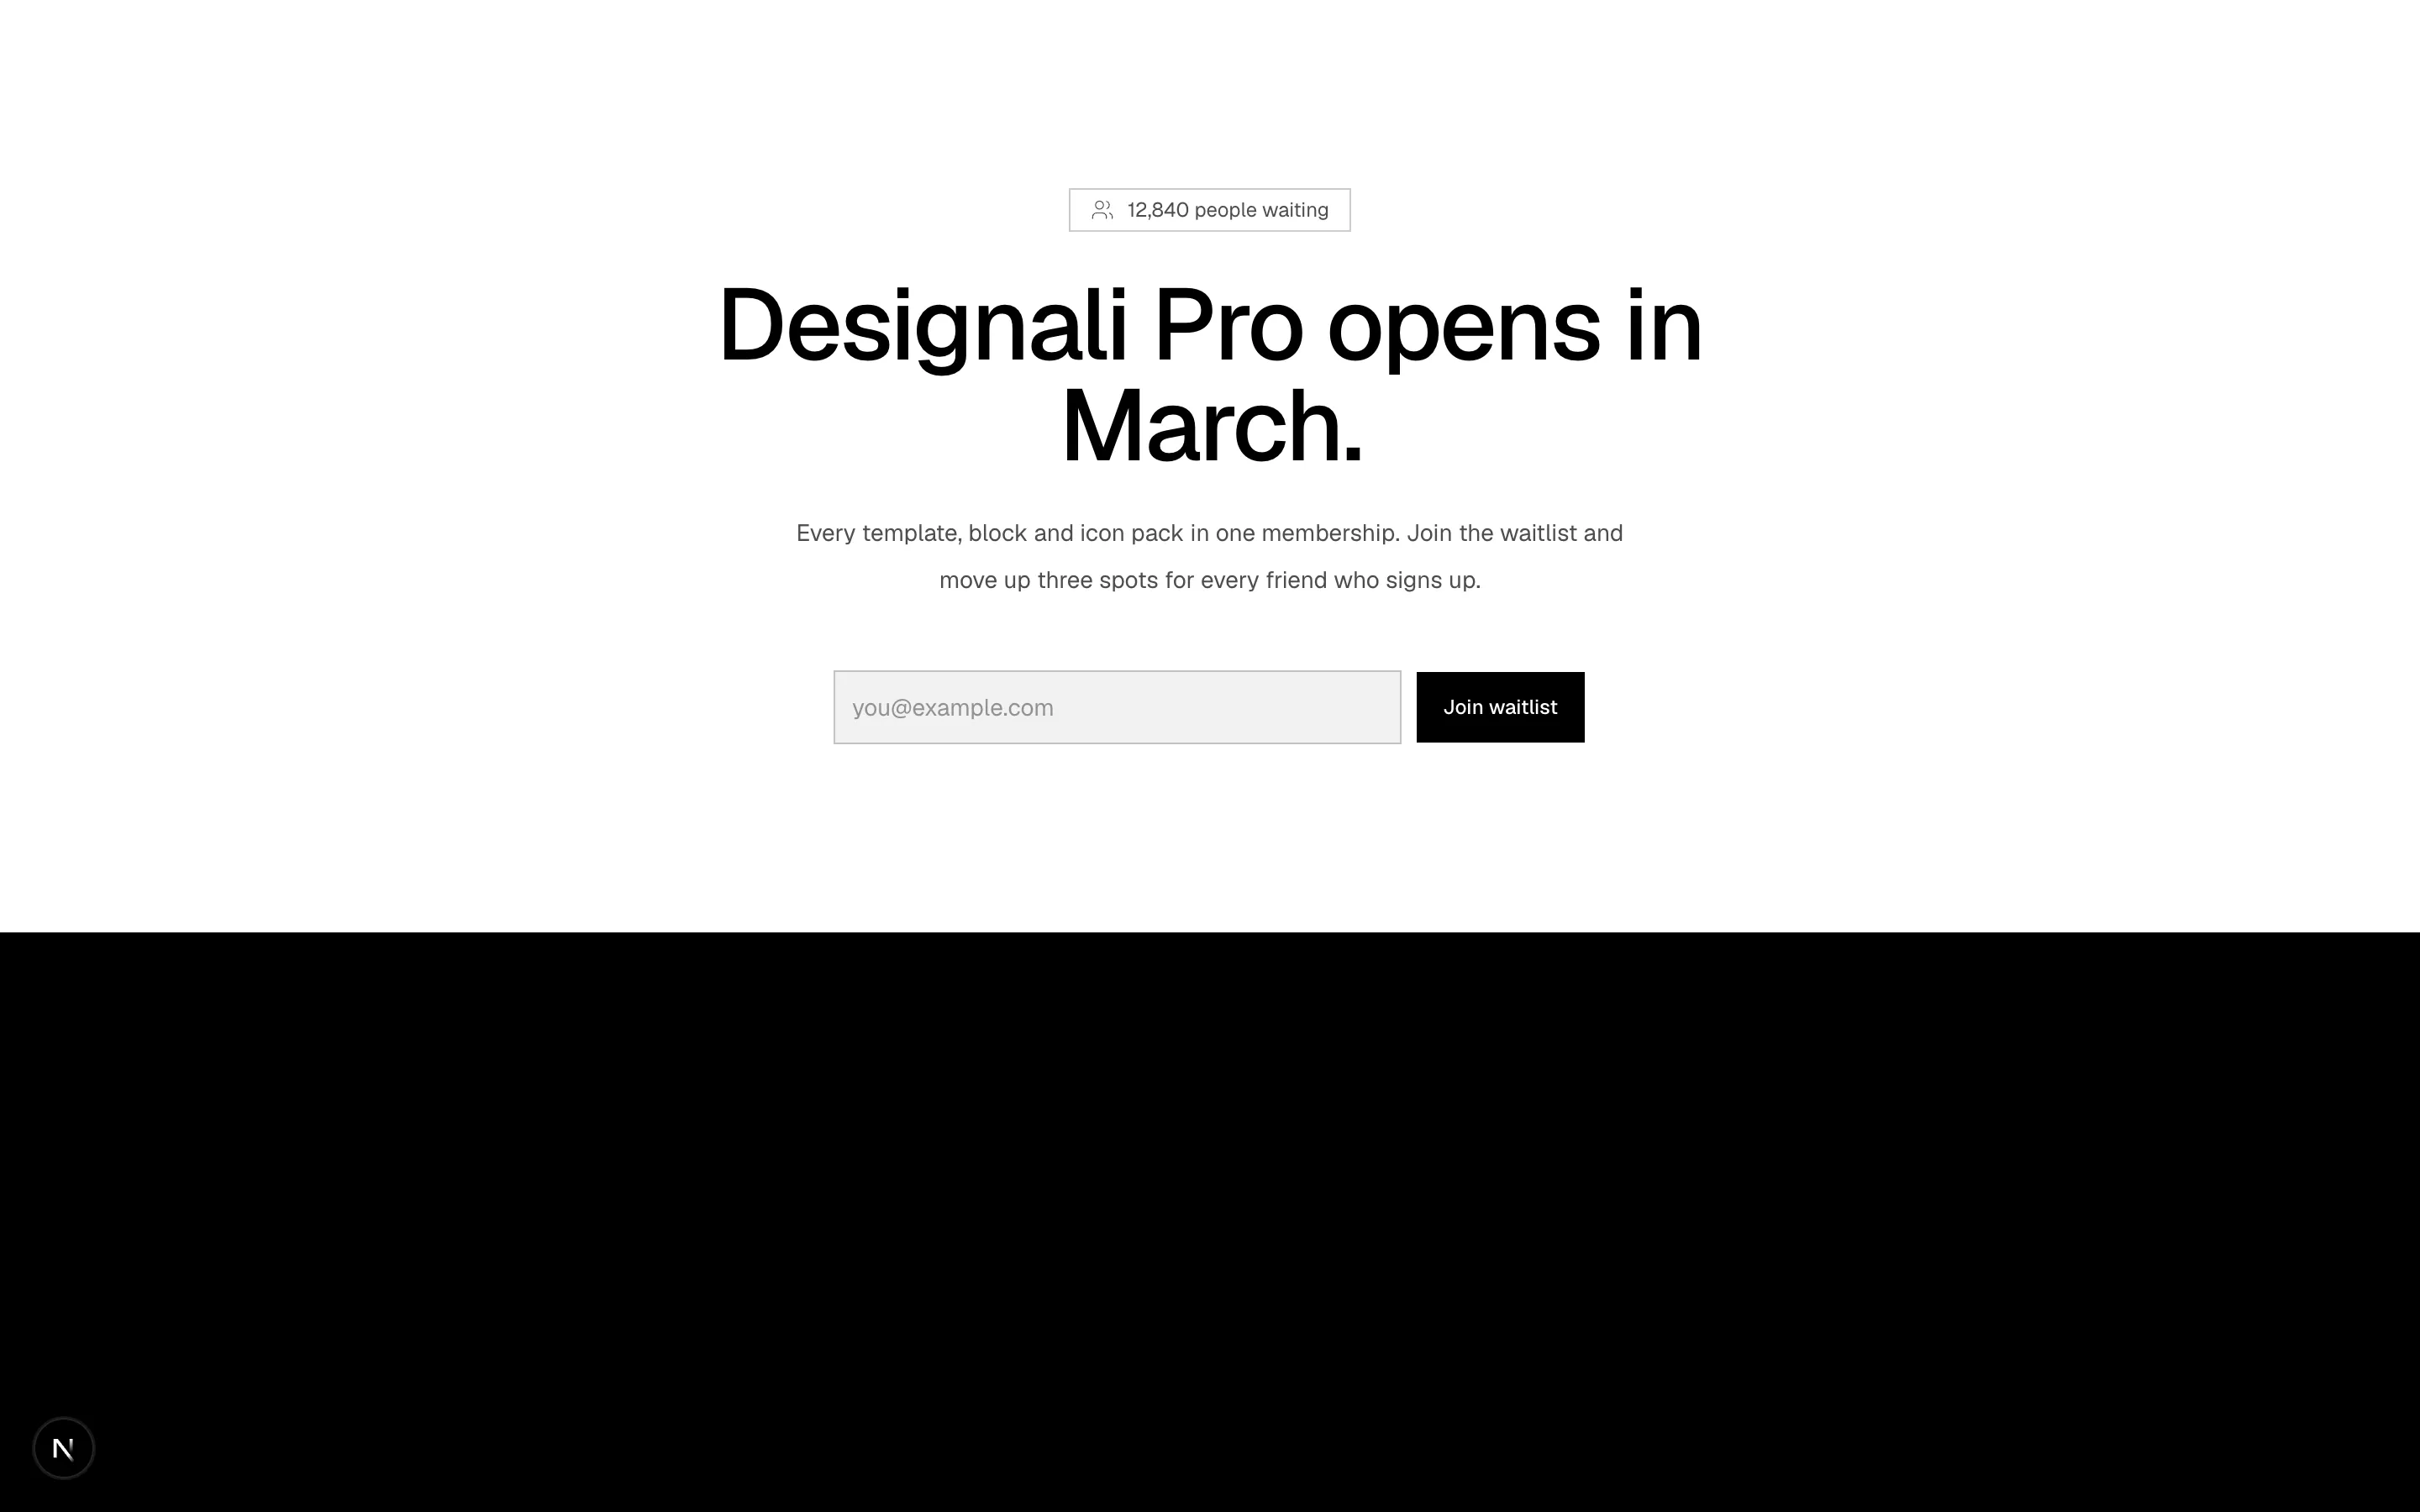 12,840 people waiting
Designali Pro opens in
March.
Every template, block and icon pack in one membership. Join the waitlist and
move up three spots for every friend who signs up.
you@example.com
Join waitlist
N